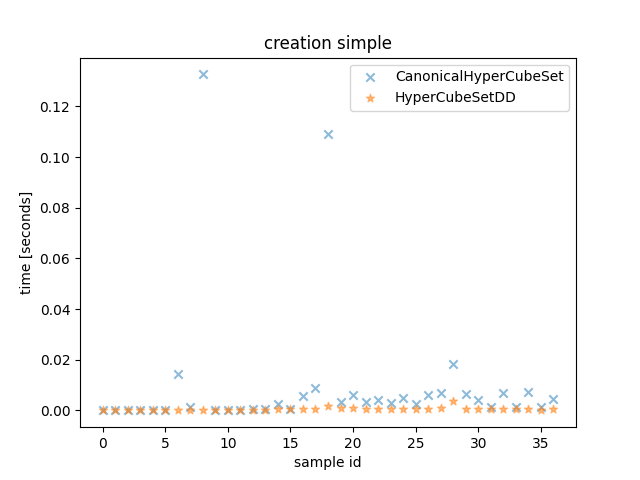 creation simple
CanonicalHyperCubeSet
HyperCubeSetDD
time [seconds]
0.12
0.10
0.08
0.06
0.04
0.02
0.00
0 5 10 15 20 25 30 35
sample id